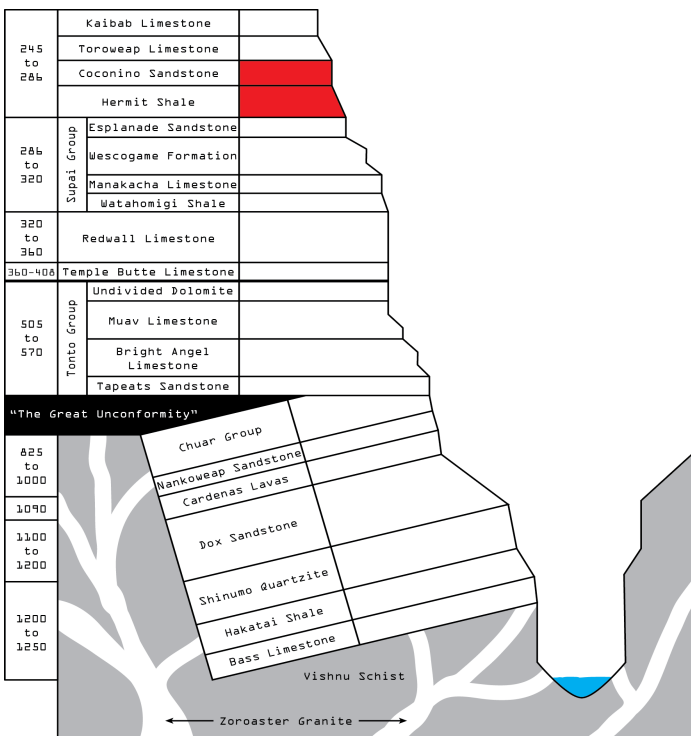 245
to
286
Kaibab Limestone
Toroweap Limestone
Coconino Sandstone
Hermit Shale
286
to
320
Supai Group
Esplanade Sandstone
Wescogame Formation
Manakacha Limestone
Watahomigi Shale
320
to
360
Redwall Limestone
360-408
Temple Butte Limestone
505
to
570
Tonto Group
Undivided Dolomite
Muav Limestone
Bright Angel
Limestone
Tapeats Sandstone
“The Great Unconformity”
825
to
1000
1090
1100
to
1200
1200
to
1250
Chuar Group
Nankoweap Sandstone
Cardenas Lavas
Dox Sandstone
Shinumo Quartzite
Hakatai Shale
Bass Limestone
Vishnu Schist
Zoroaster Granite